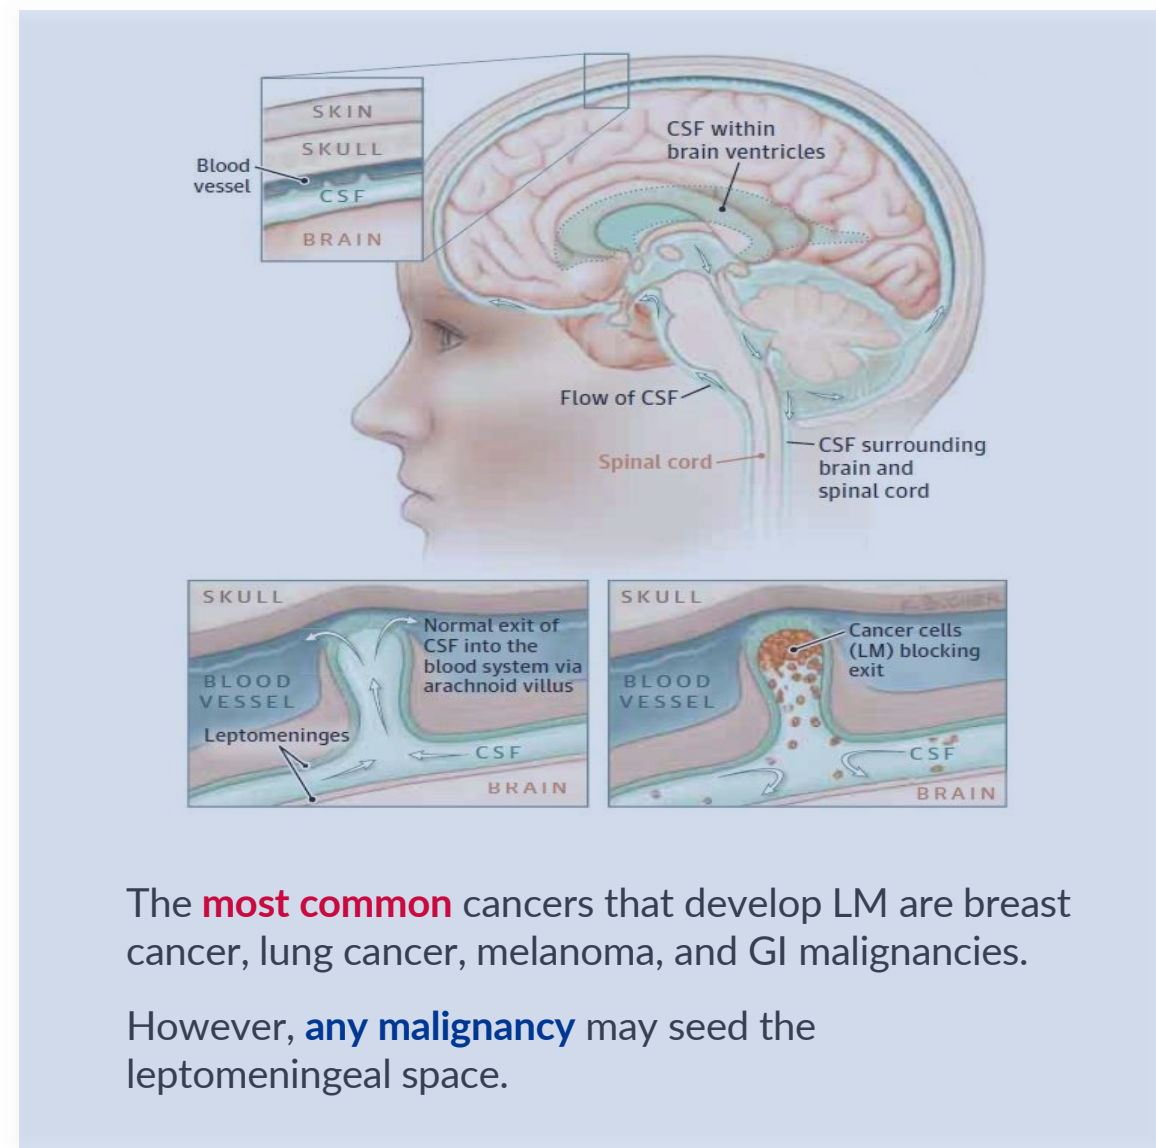 SKIN
SKULL
Blood
vessel
CSF
BRAIN
CSF within
brain ventricles
Flow of CSF
Spinal cord
CSF surrounding
brain and
spinal cord
SKULL
Normal exit of
CSF into the
blood system via
arachnoid villus
BLOOD
VESSEL
Leptomeninges
CSF
BRAIN
SKULL
Cancer cells
(LM) blocking
exit
BLOOD
VESSEL
CSF
BRAIN
The most common cancers that develop LM are breast
cancer, lung cancer, melanoma, and GI malignancies.
However, any malignancy may seed the
leptomeningeal space.